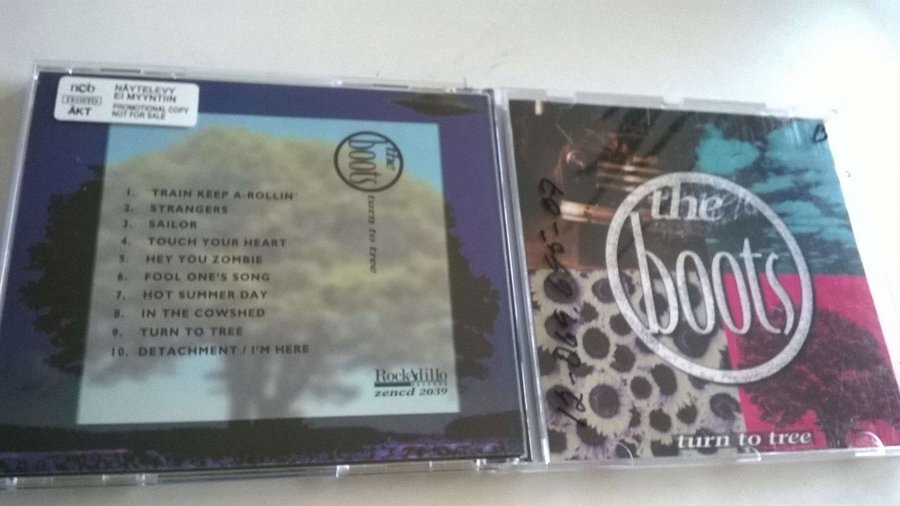 ncb
TEOSTO
ÄKT
NÄYTELEVY
EI MYYNTIIN
PROMOTIONAL COPY
NOT FOR SALE
the
boots
turn to tree
1. TRAIN KEEP A-ROLLIN'
2. STRANGERS
3. SAILOR
4. TOUCH YOUR HEART
5. HEY YOU ZOMBIE
6. FOOL ONE'S SONG
7. HOT SUMMER DAY
8. IN THE COWSHED
9. TURN TO TREE
10. DETACHMENT / I'M HERE
Rockadillo
RECORDS
zencd 2039
the
boots
turn to tree